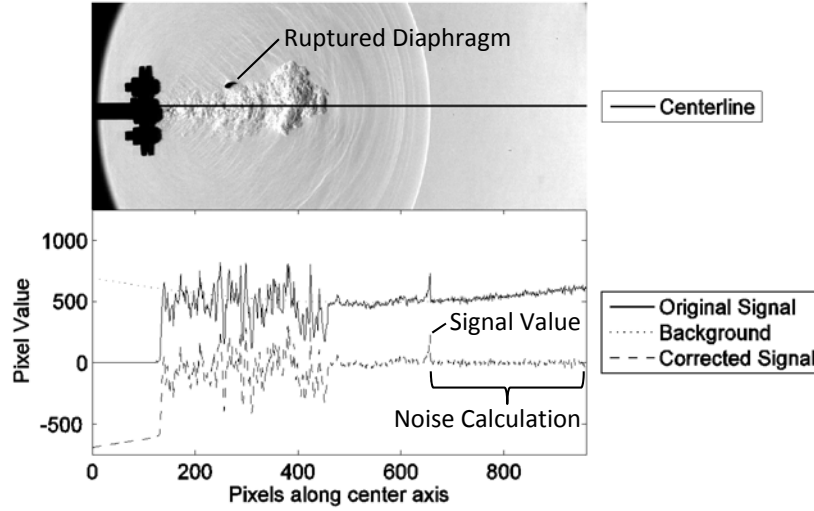 Ruptured Diaphragm
Centerline
1000
500
0
-500
Pixel Value
Signal Value
Noise Calculation
Original Signal
Background
Corrected Signal
0 200 400 600 800
Pixels along center axis